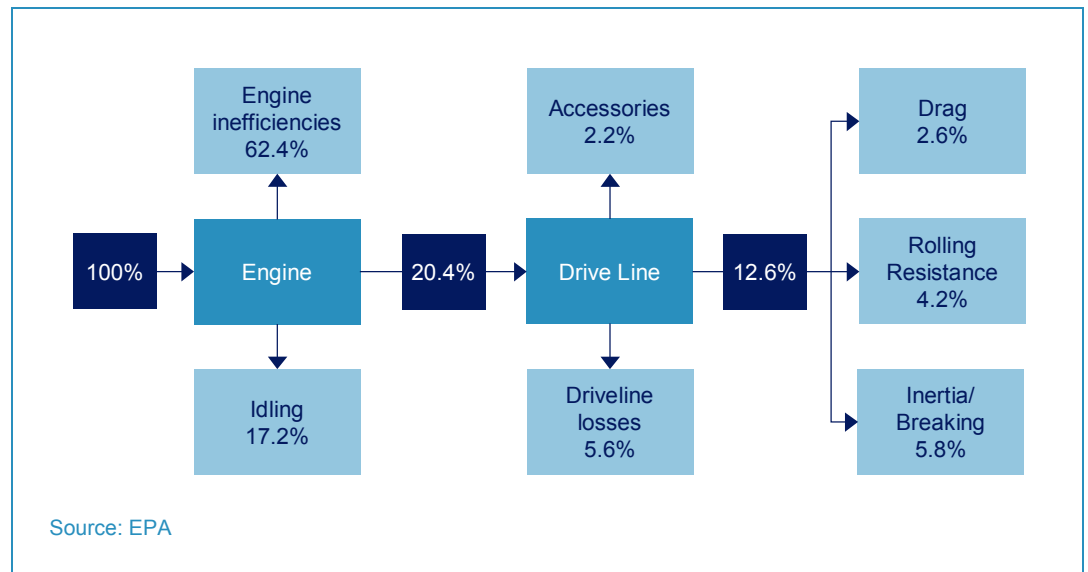 Engine
inefficiencies
62.4%
Accessories
2.2%
Drag
2.6%
100%
Engine
20.4%
Drive Line
12.6%
Rolling
Resistance
4.2%
Idling
17.2%
Driveline
losses
5.6%
Inertia/
Breaking
5.8%
Source: EPA